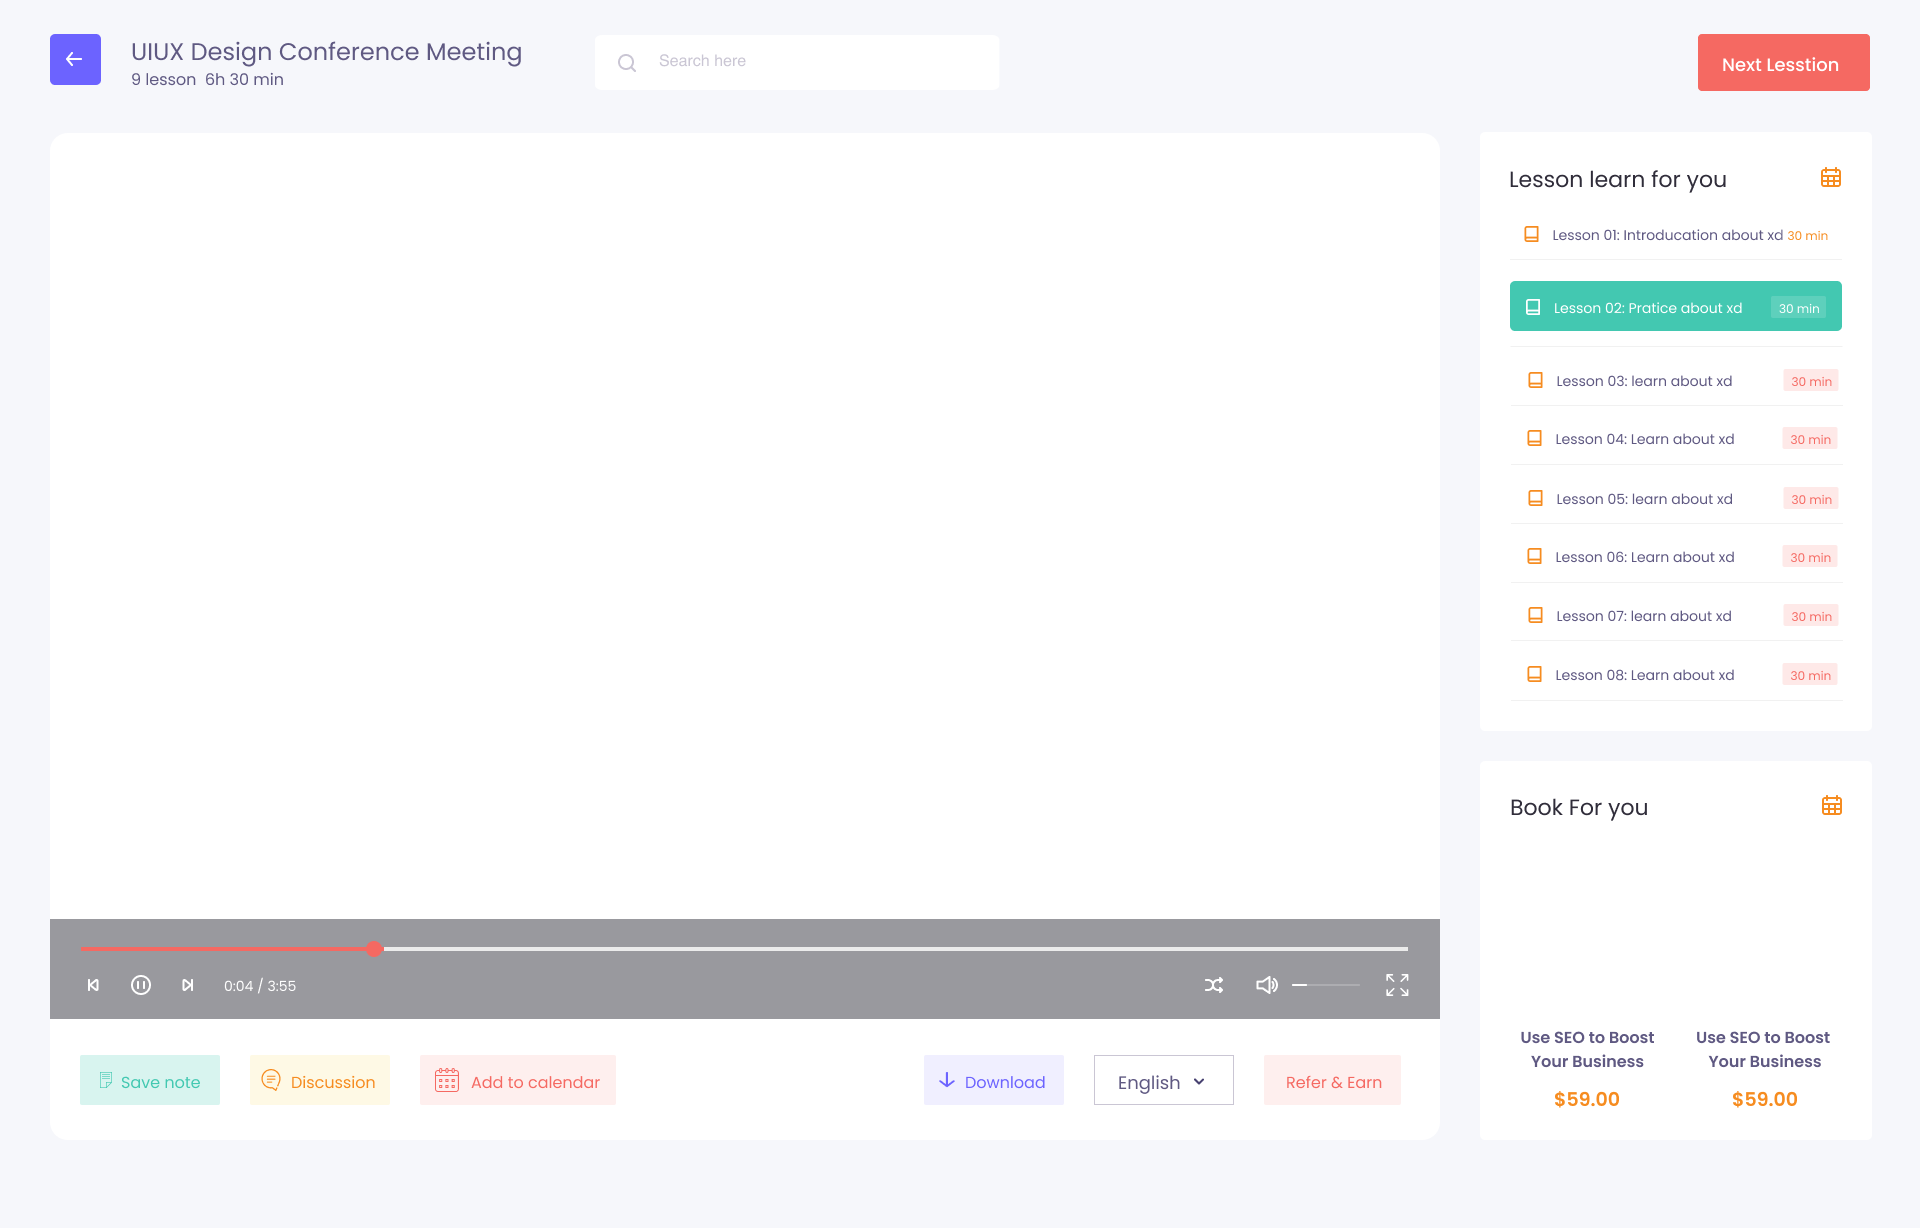 UIUX Design Conference Meeting
9 lesson 6h 30 min
Search here
Next Lesstion
Lesson learn for you
Lesson 01: Introducation about xd 30 min
Lesson 02: Pratice about xd 30 min
Lesson 03: learn about xd 30 min
Lesson 04: Learn about xd 30 min
Lesson 05: learn about xd 30 min
Lesson 06: Learn about xd 30 min
Lesson 07: learn about xd 30 min
Lesson 08: Learn about xd 30 min
0:04 / 3:55
Save note
Discussion
Add to calendar
Download
English
Refer & Earn
Book For you
Use SEO to Boost
Your Business
$59.00
Use SEO to Boost
Your Business
$59.00